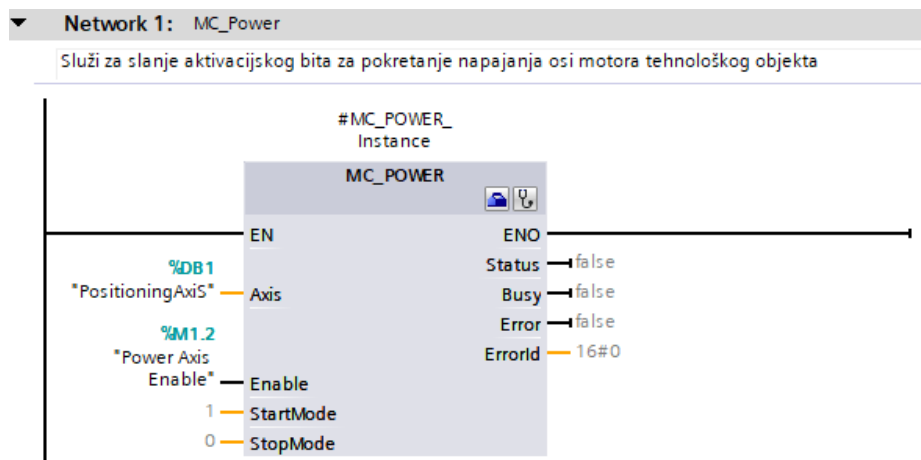 Network 1: MC_Power
Služi za slanje aktivacijskog bita za pokretanje napajanja osi motora tehnološkog objekta
#MC_POWER_
Instance
MC_POWER
EN
ENO
%DB1
"PositioningAxiS"
Axis
Status
false
Busy
false
Error
false
ErrorId
16#0
%M1.2
"Power Axis
Enable"
Enable
1
StartMode
0
StopMode